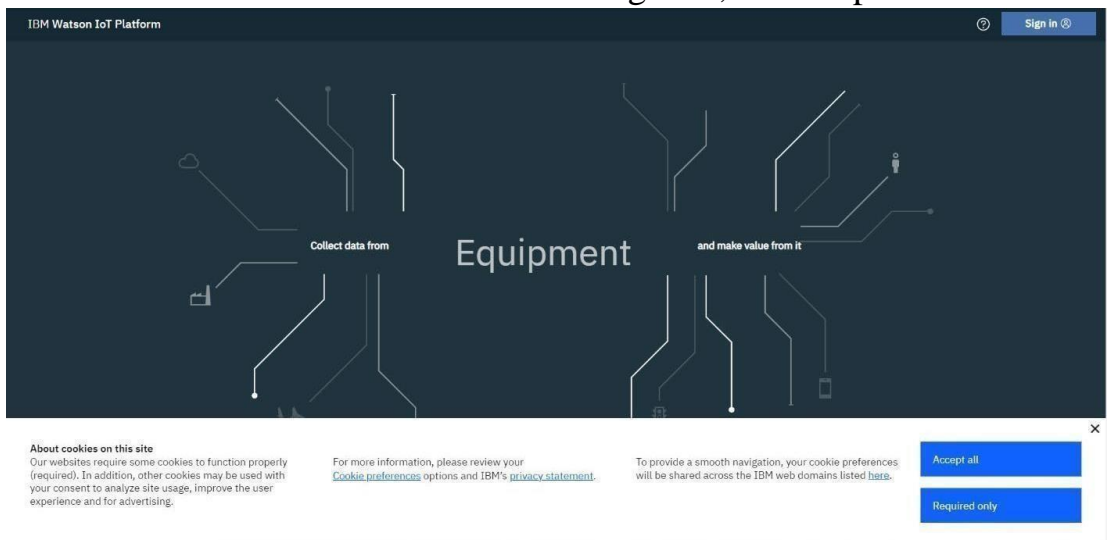 IBM Watson IoT Platform
Sign in
Collect data from
Equipment
and make value from it
About cookies on this site
Our websites require some cookies to function properly
(required). In addition, other cookies may be used with
your consent to analyze site usage, improve the user
experience and for advertising.
For more information, please review your
Cookie preferences options and IBM's privacy statement.
To provide a smooth navigation, your cookie preferences
will be shared across the IBM web domains listed here.
Accept all
Required only